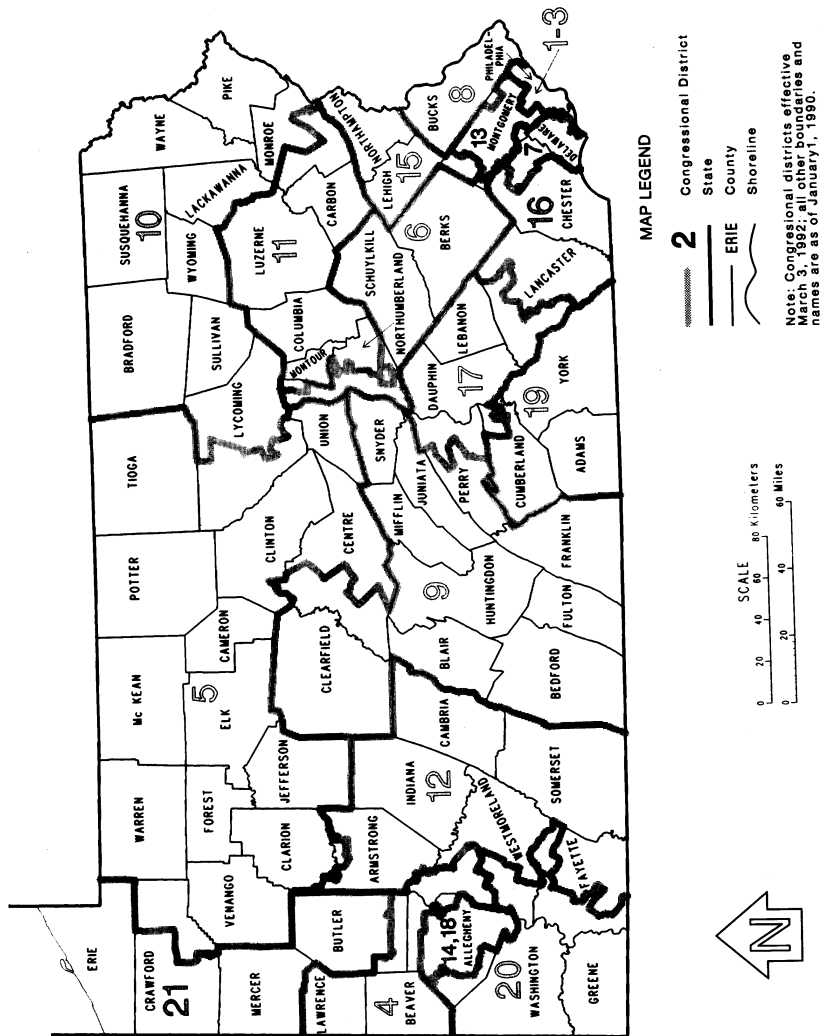 ERIE
CRAWFORD
21
MERCER
LAWRENCE
4
BEAVER
BUTLER
VENANGO
WARREN
FOREST
CLARION
JEFFERSON
ARMSTRONG
14,18
ALLEGHENY
20
WASHINGTON
GREENE
FAYETTE
WESTMORELAND
INDIANA
12
CAMBRIA
SOMERSET
Mc KEAN
5
ELK
CAMERON
CLEARFIELD
POTTER
CLINTON
CENTRE
BLAIR
9
HUNTINGDON
BEDFORD
FULTON
FRANKLIN
TIOGA
LYCOMING
UNION
SNYDER
MIFFLIN
JUNIATA
PERRY
CUMBERLAND
ADAMS
YORK
19
BRADFORD
SULLIVAN
COLUMBIA
MONTOUR
NORTHUMBERLAND
DAUPHIN
17
LEBANON
LANCASTER
SUSQUEHANNA
10
WYOMING
LACKAWANNA
LUZERNE
11
SCHUYLKILL
CARBON
WAYNE
PIKE
MONROE
NORTHAMPTON
LEHIGH
15
6
BERKS
BUCKS
8
13
MONTGOMERY
PHILADEL-
PHIA
1-3
7
DELAWARE
16
CHESTER
MAP LEGEND
2 Congressional District
State
ERIE County
Shoreline
Note: Congresional districts effective
March 3, 1992; all other boundaries and
names are as of January1, 1990.
SCALE
0 20 40 60 80 Kilometers
0 20 40 60 Miles
N